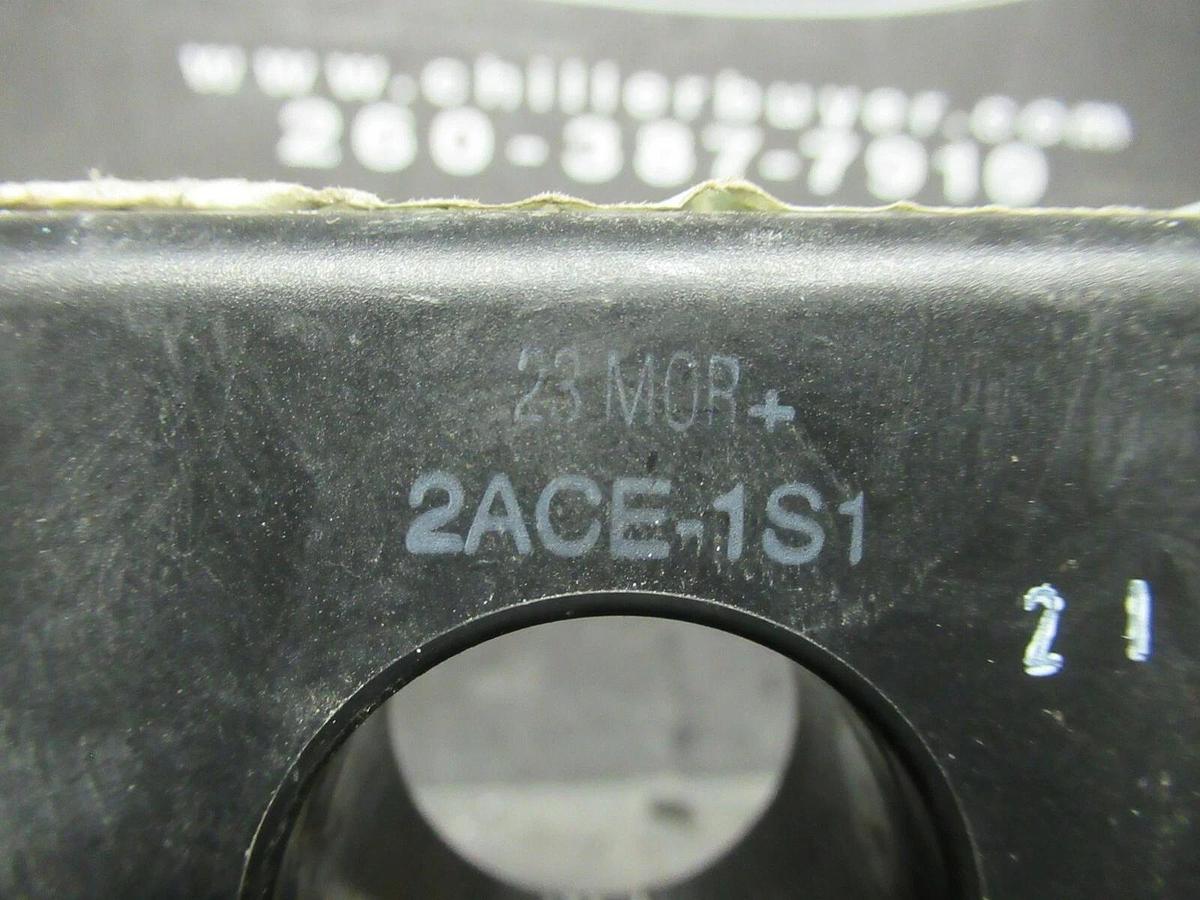 www.chillerbuyer.com
260-387-7910
23 MOR+
2ACE-1S1
2 1